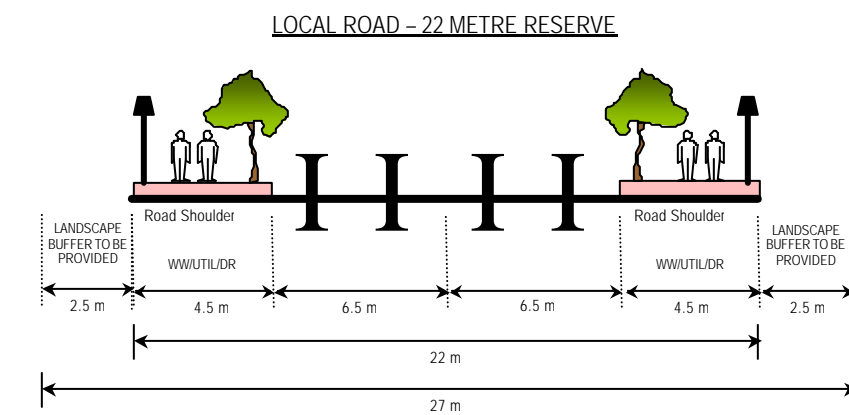 LOCAL ROAD – 22 METRE RESERVE
Road Shoulder
Road Shoulder
LANDSCAPE
BUFFER TO BE
PROVIDED
WW/UTIL/DR
WW/UTIL/DR
LANDSCAPE
BUFFER TO BE
PROVIDED
2.5 m
4.5 m
6.5 m
6.5 m
4.5 m
2.5 m
22 m
27 m